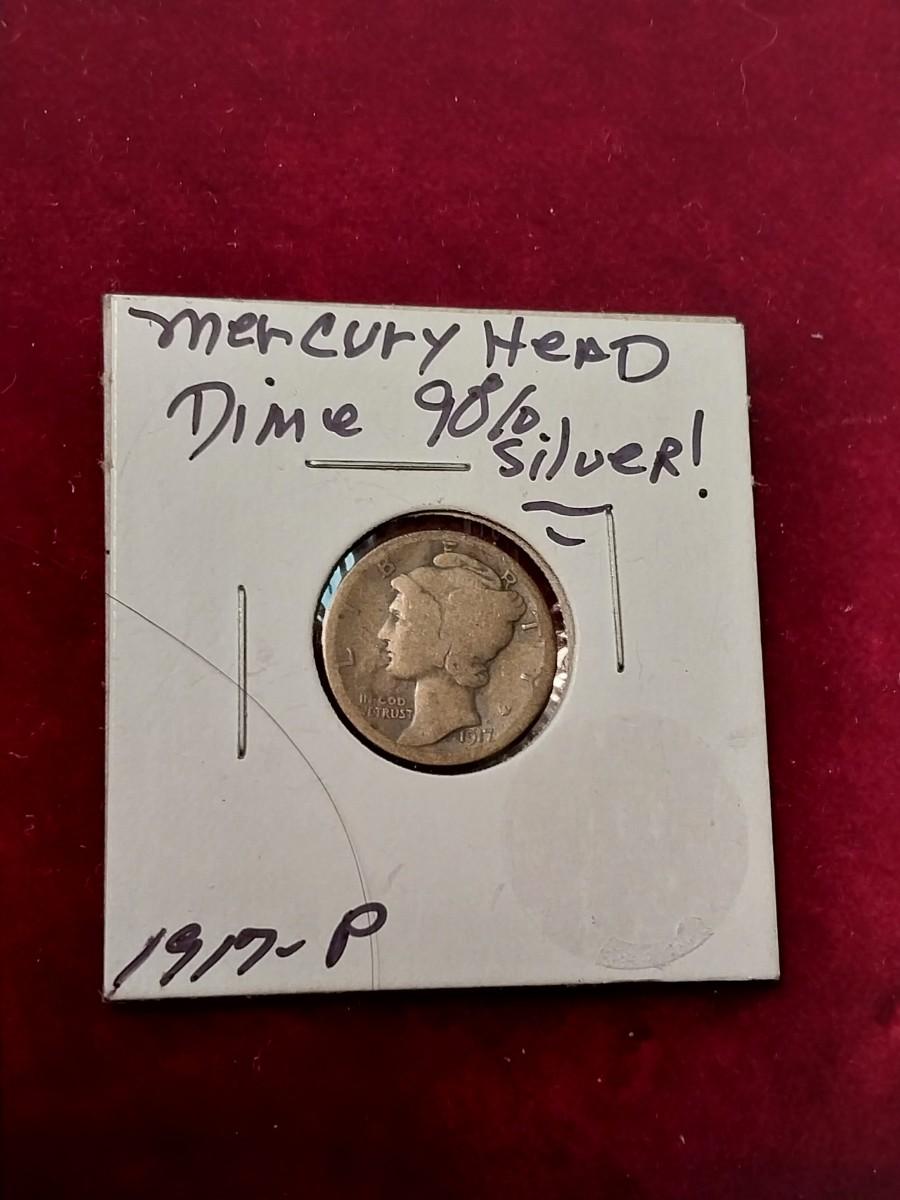 Mercury Head
Dime 90% Silver!
LIBERTY
IN GOD
WE TRUST
1917
1917-P